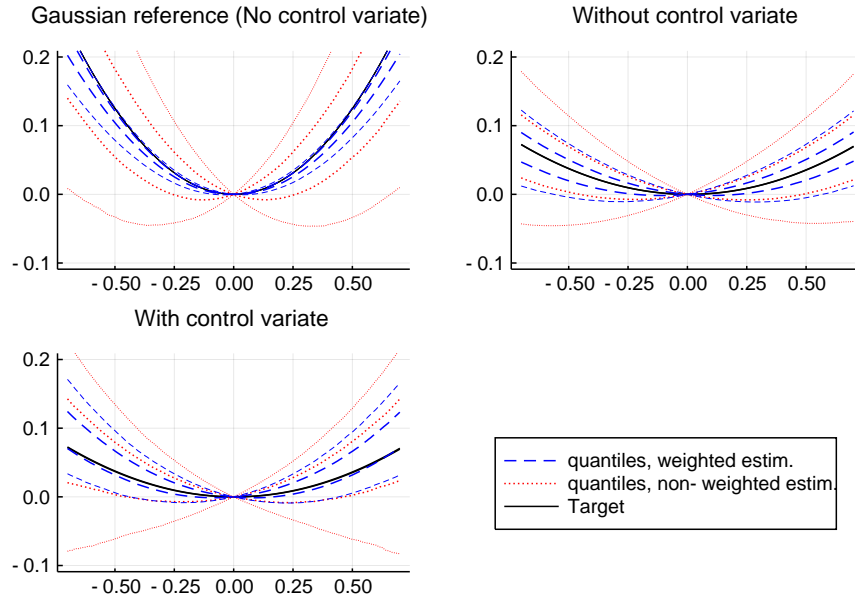 Gaussian reference (No control variate)
0.2
0.1
0.0
- 0.1
- 0.50 - 0.25 0.00 0.25 0.50
Without control variate
0.2
0.1
0.0
- 0.1
- 0.50 - 0.25 0.00 0.25 0.50
With control variate
0.2
0.1
0.0
- 0.1
- 0.50 - 0.25 0.00 0.25 0.50
quantiles, weighted estim.
quantiles, non- weighted estim.
Target